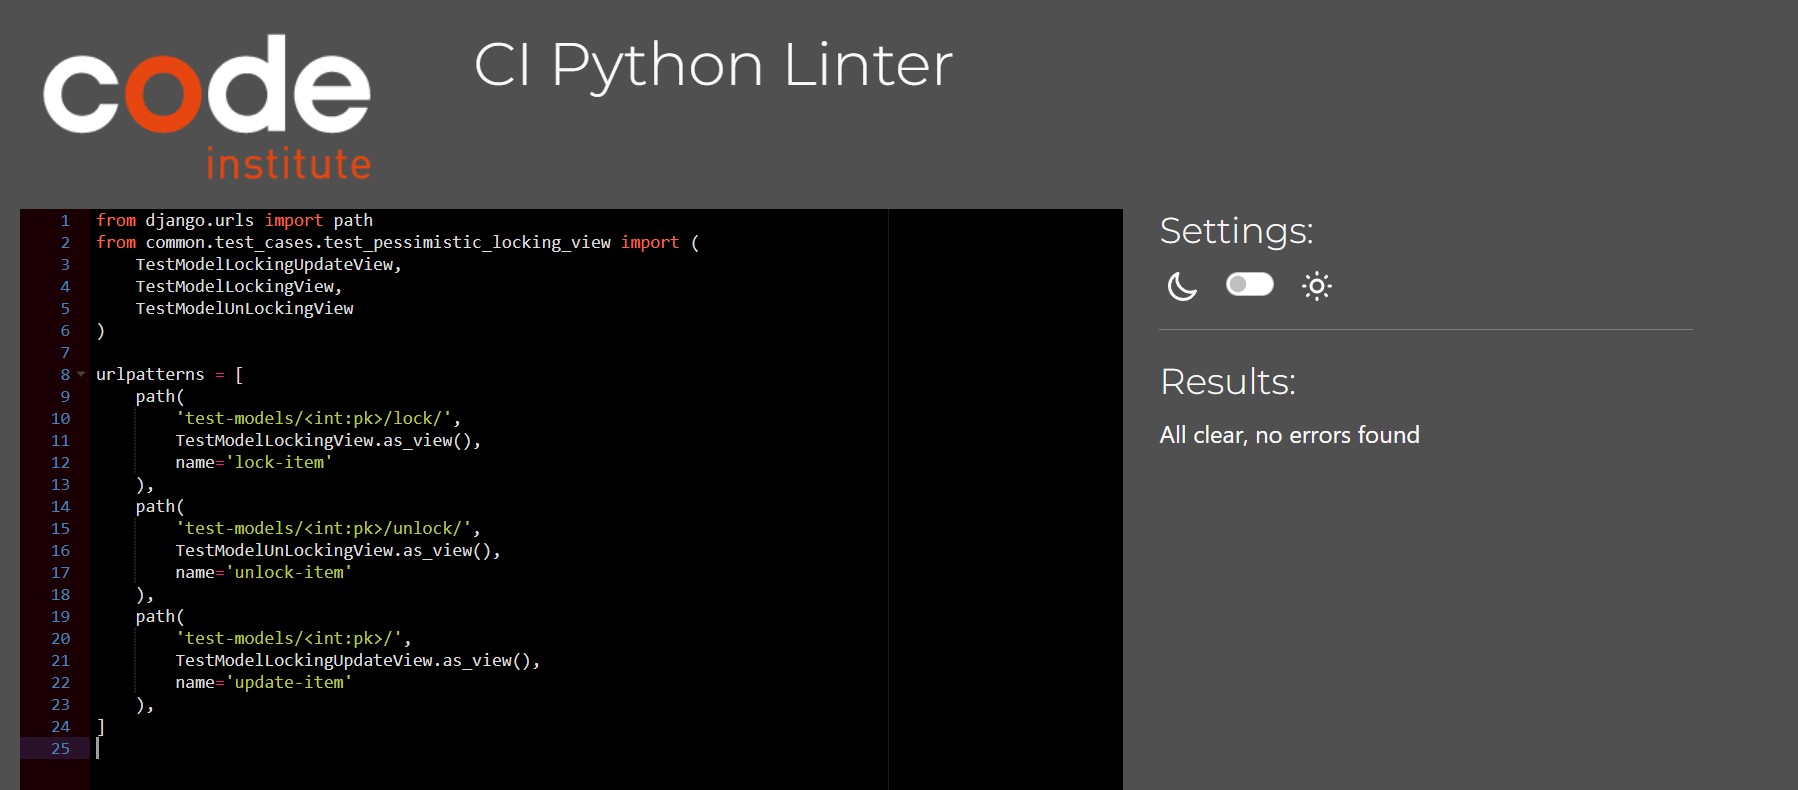 code
institute
CI Python Linter
1 from django.urls import path
2 from common.test_cases.test_pessimistic_locking_view import (
3     TestModelLockingUpdateView,
4     TestModelLockingView,
5     TestModelUnLockingView
6 )
7
8 urlpatterns = [
9     path(
10         'test-models/<int:pk>/lock/',
11         TestModelLockingView.as_view(),
12         name='lock-item'
13     ),
14     path(
15         'test-models/<int:pk>/unlock/',
16         TestModelUnLockingView.as_view(),
17         name='unlock-item'
18     ),
19     path(
20         'test-models/<int:pk>/',
21         TestModelLockingUpdateView.as_view(),
22         name='update-item'
23     ),
24 ]
25
Settings:
Results:
All clear, no errors found